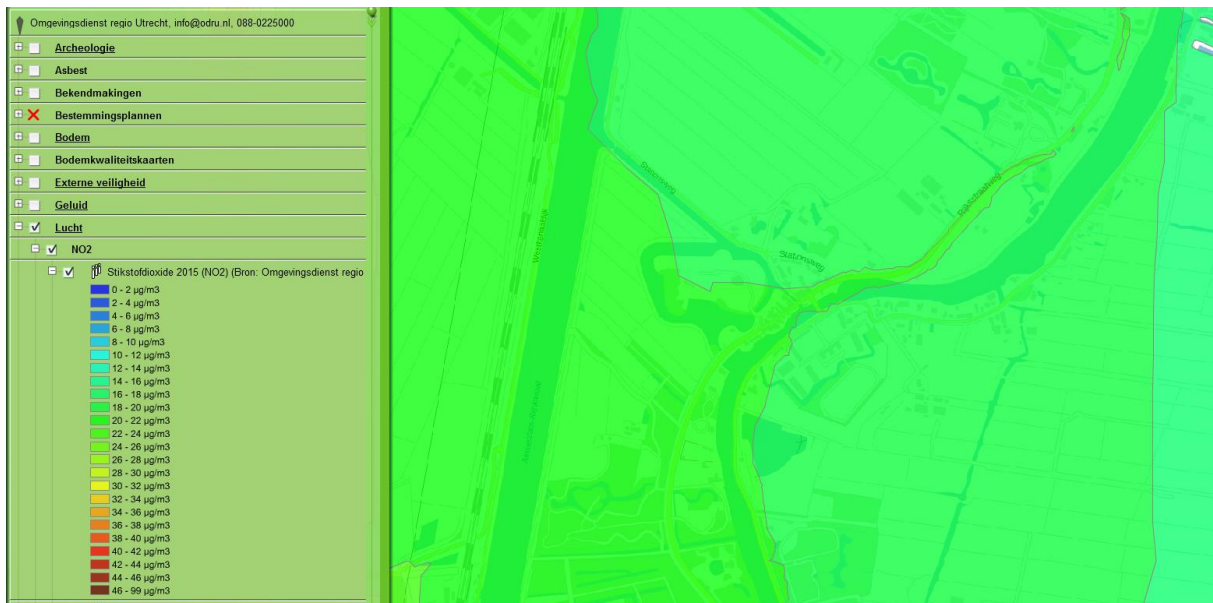 Omgevingsdienst regio Utrecht, info@odru.nl, 088-0225000
Archeologie
Asbest
Bekendmakingen
Bestemmingsplannen
Bodem
Bodemkwaliteitskaarten
Externe veiligheid
Geluid
Lucht
NO2
Stikstofdioxide 2015 (NO2) (Bron: Omgevingsdienst regio
0 - 2 µg/m3
2 - 4 µg/m3
4 - 6 µg/m3
6 - 8 µg/m3
8 - 10 µg/m3
10 - 12 µg/m3
12 - 14 µg/m3
14 - 16 µg/m3
16 - 18 µg/m3
18 - 20 µg/m3
20 - 22 µg/m3
22 - 24 µg/m3
24 - 26 µg/m3
26 - 28 µg/m3
28 - 30 µg/m3
30 - 32 µg/m3
32 - 34 µg/m3
34 - 36 µg/m3
36 - 38 µg/m3
38 - 40 µg/m3
40 - 42 µg/m3
42 - 44 µg/m3
44 - 46 µg/m3
46 - 99 µg/m3
Stationsweg
Rijksstraatweg
Slotlaan